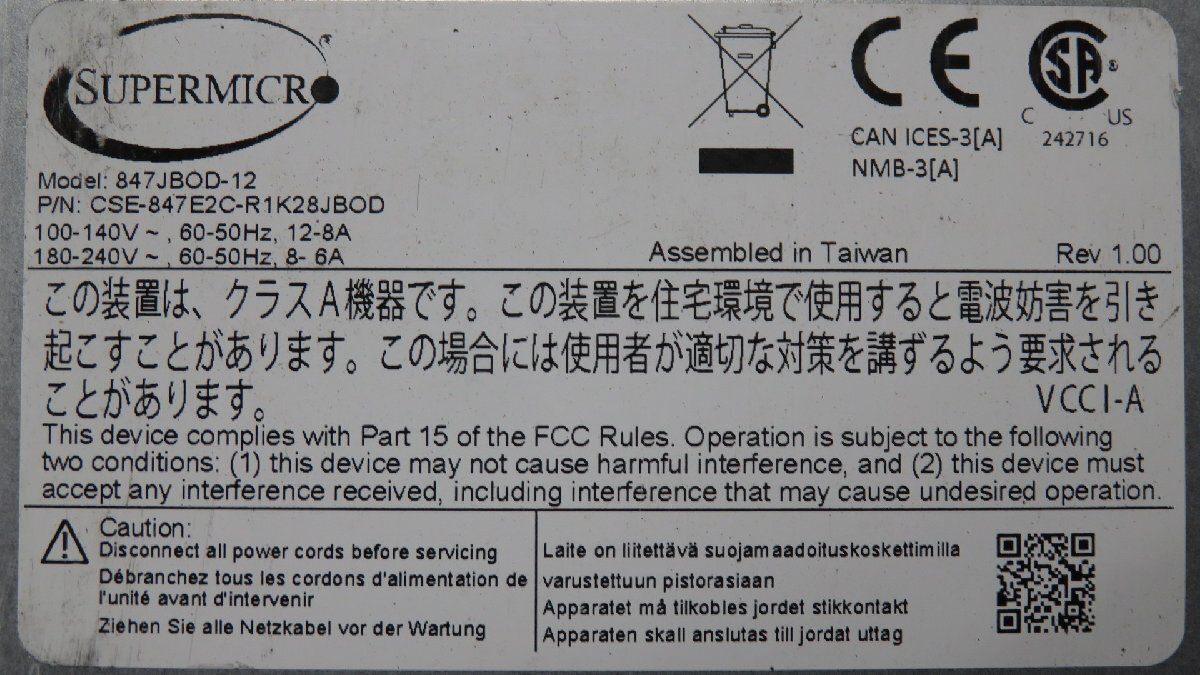 SUPERMICRO
CE
CSA ®
C US
242716
CAN ICES-3[A]
NMB-3[A]
Model: 847JBOD-12
P/N: CSE-847E2C-R1K28JBOD
100-140V ~ , 60-50Hz, 12-8A
180-240V ~ , 60-50Hz, 8- 6A
Assembled in Taiwan
Rev 1.00
この装置は、クラスA機器です。この装置を住宅環境で使用すると電波妨害を引き
起こすことがあります。この場合には使用者が適切な対策を講ずるよう要求される
ことがあります。
VCCI-A
This device complies with Part 15 of the FCC Rules. Operation is subject to the following
two conditions: (1) this device may not cause harmful interference, and (2) this device must
accept any interference received, including interference that may cause undesired operation.
Caution:
Disconnect all power cords before servicing
Débranchez tous les cordons d'alimentation de
l'unité avant d'intervenir
Ziehen Sie alle Netzkabel vor der Wartung
Laite on liitettävä suojamaadoituskoskettimilla
varustettuun pistorasiaan
Apparatet må tilkobles jordet stikkontakt
Apparaten skall anslutas till jordat uttag